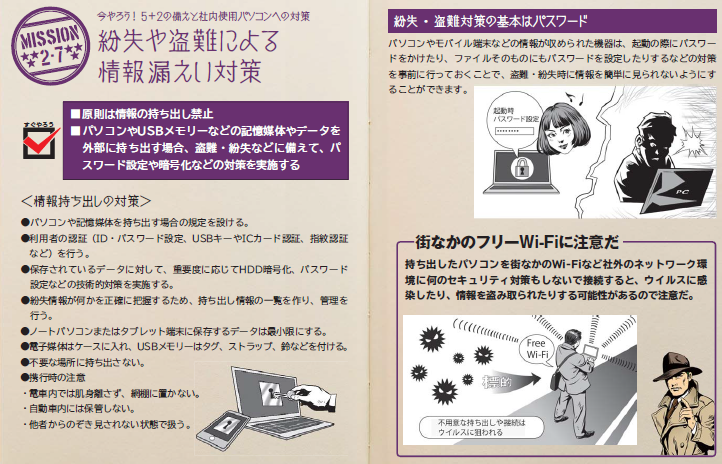 MISSION
2-7
今やろう! 5+2の備えと社内使用パソコンへの対策
紛失や盗難による
情報漏えい対策
すぐやろう
■原則は情報の持ち出し禁止
■パソコンやUSBメモリーなどの記憶媒体やデータを
外部に持ち出す場合、盗難・紛失などに備えて、パ
スワード設定や暗号化などの対策を実施する
<情報持ち出しの対策>
●パソコンや記憶媒体を持ち出す場合の規定を設ける。
●利用者の認証(ID・パスワード設定、USBキーやICカード認証、指紋認証
など)を行う。
●保存されているデータに対して、重要度に応じてHDD暗号化、パスワード
設定などの技術的対策を実施する。
●紛失情報が何かを正確に把握するため、持ち出し情報の一覧を作り、管理を
行う。
●ノートパソコンまたはタブレット端末に保存するデータは最小限にする。
●電子媒体はケースに入れ、USBメモリーはタグ、ストラップ、鈴などを付ける。
●不要な場所に持ち出さない。
●携行時の注意
・電車内では肌身離さず、網棚に置かない。
・自動車内には保管しない。
・他者からのぞき見されない状態で扱う。
紛失・盗難対策の基本はパスワード
パソコンやモバイル端末などの情報が収められた機器は、起動の際にパスワー
ドをかけたり、ファイルそのものにもパスワードを設定したりするなどの対策
を事前に行っておくことで、盗難・紛失時に情報を簡単に見られないようにす
ることができます。
起動時
パスワード設定
********
PC
街なかのフリーWi-Fiに注意だ
持ち出したパソコンを街なかのWi-Fiなど社外のネットワーク環
境に何のセキュリティ対策もしないで接続すると、ウイルスに感
染したり、情報を盗み取られたりする可能性があるので注意だ。
Free
Wi-Fi
標的
不用意な持ち出しや接続は
ウイルスに狙われる